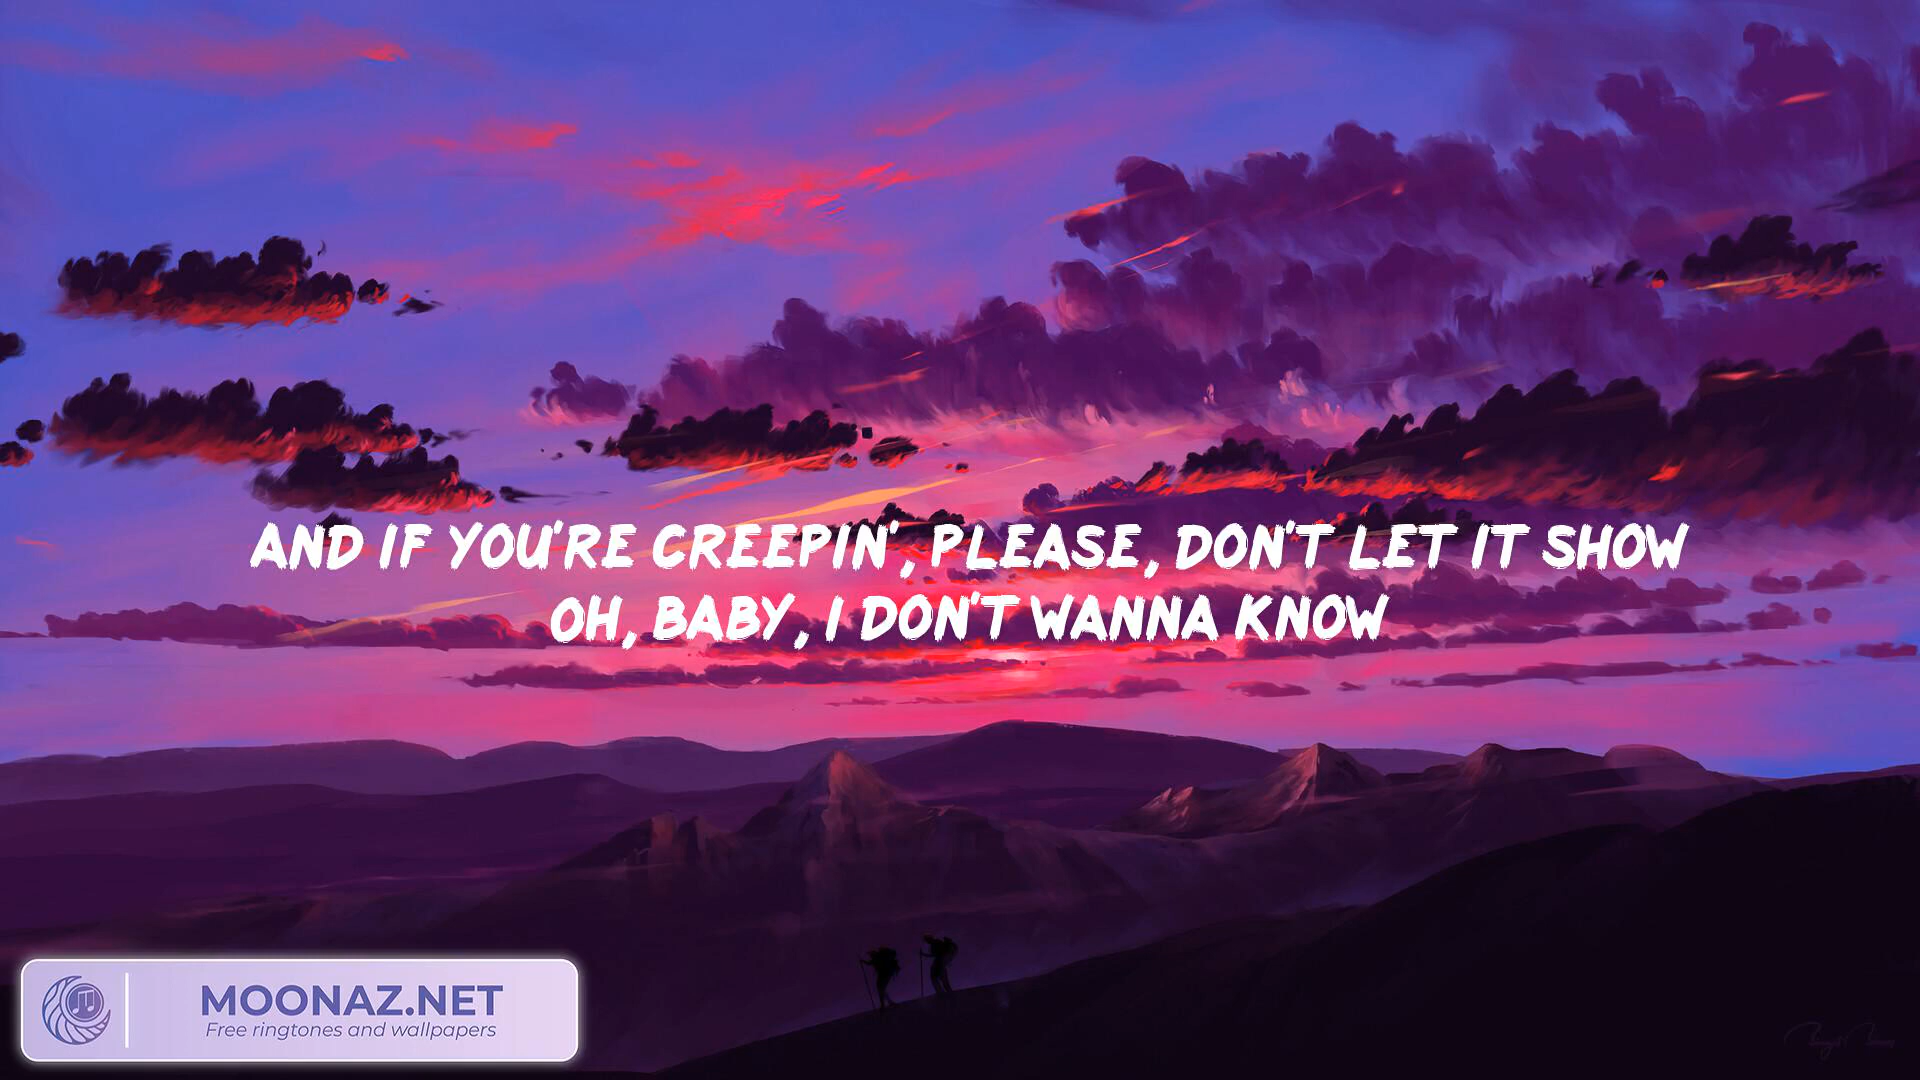 AND IF YOU'RE CREEPIN', PLEASE, DON'T LET IT SHOW
OH, BABY, I DON'T WANNA KNOW
MOONAZ.NET
Free ringtones and wallpapers